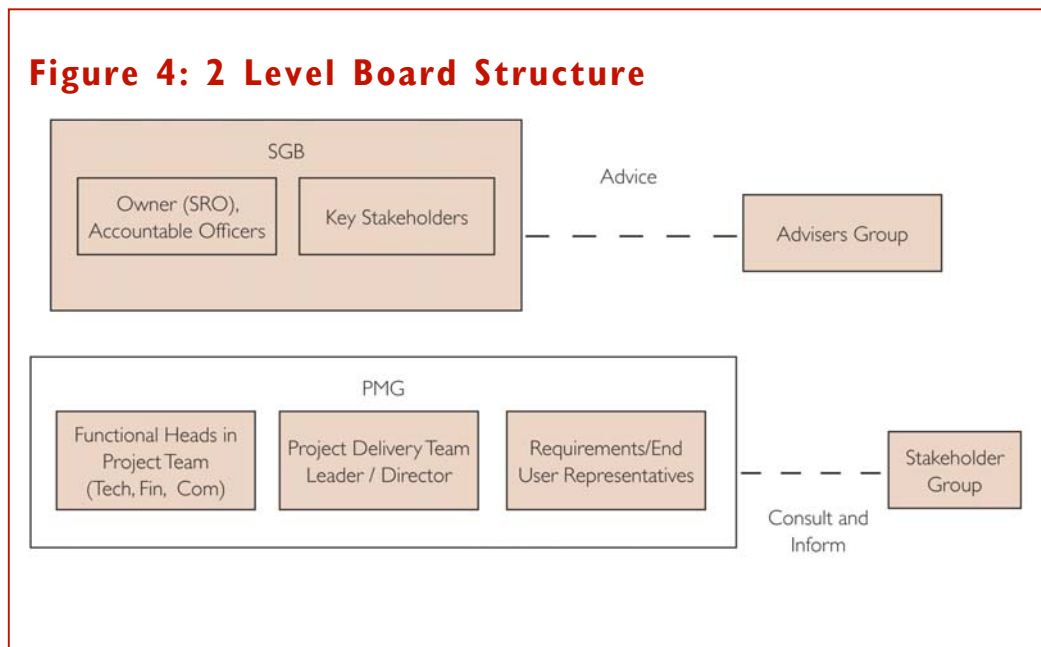 Figure 4: 2 Level Board Structure
SGB
Owner (SRO),
Accountable Officers
Key Stakeholders
Advice
Advisers Group
PMG
Functional Heads in
Project Team
(Tech, Fin, Com)
Project Delivery Team
Leader / Director
Requirements/End
User Representatives
Consult and
Inform
Stakeholder
Group